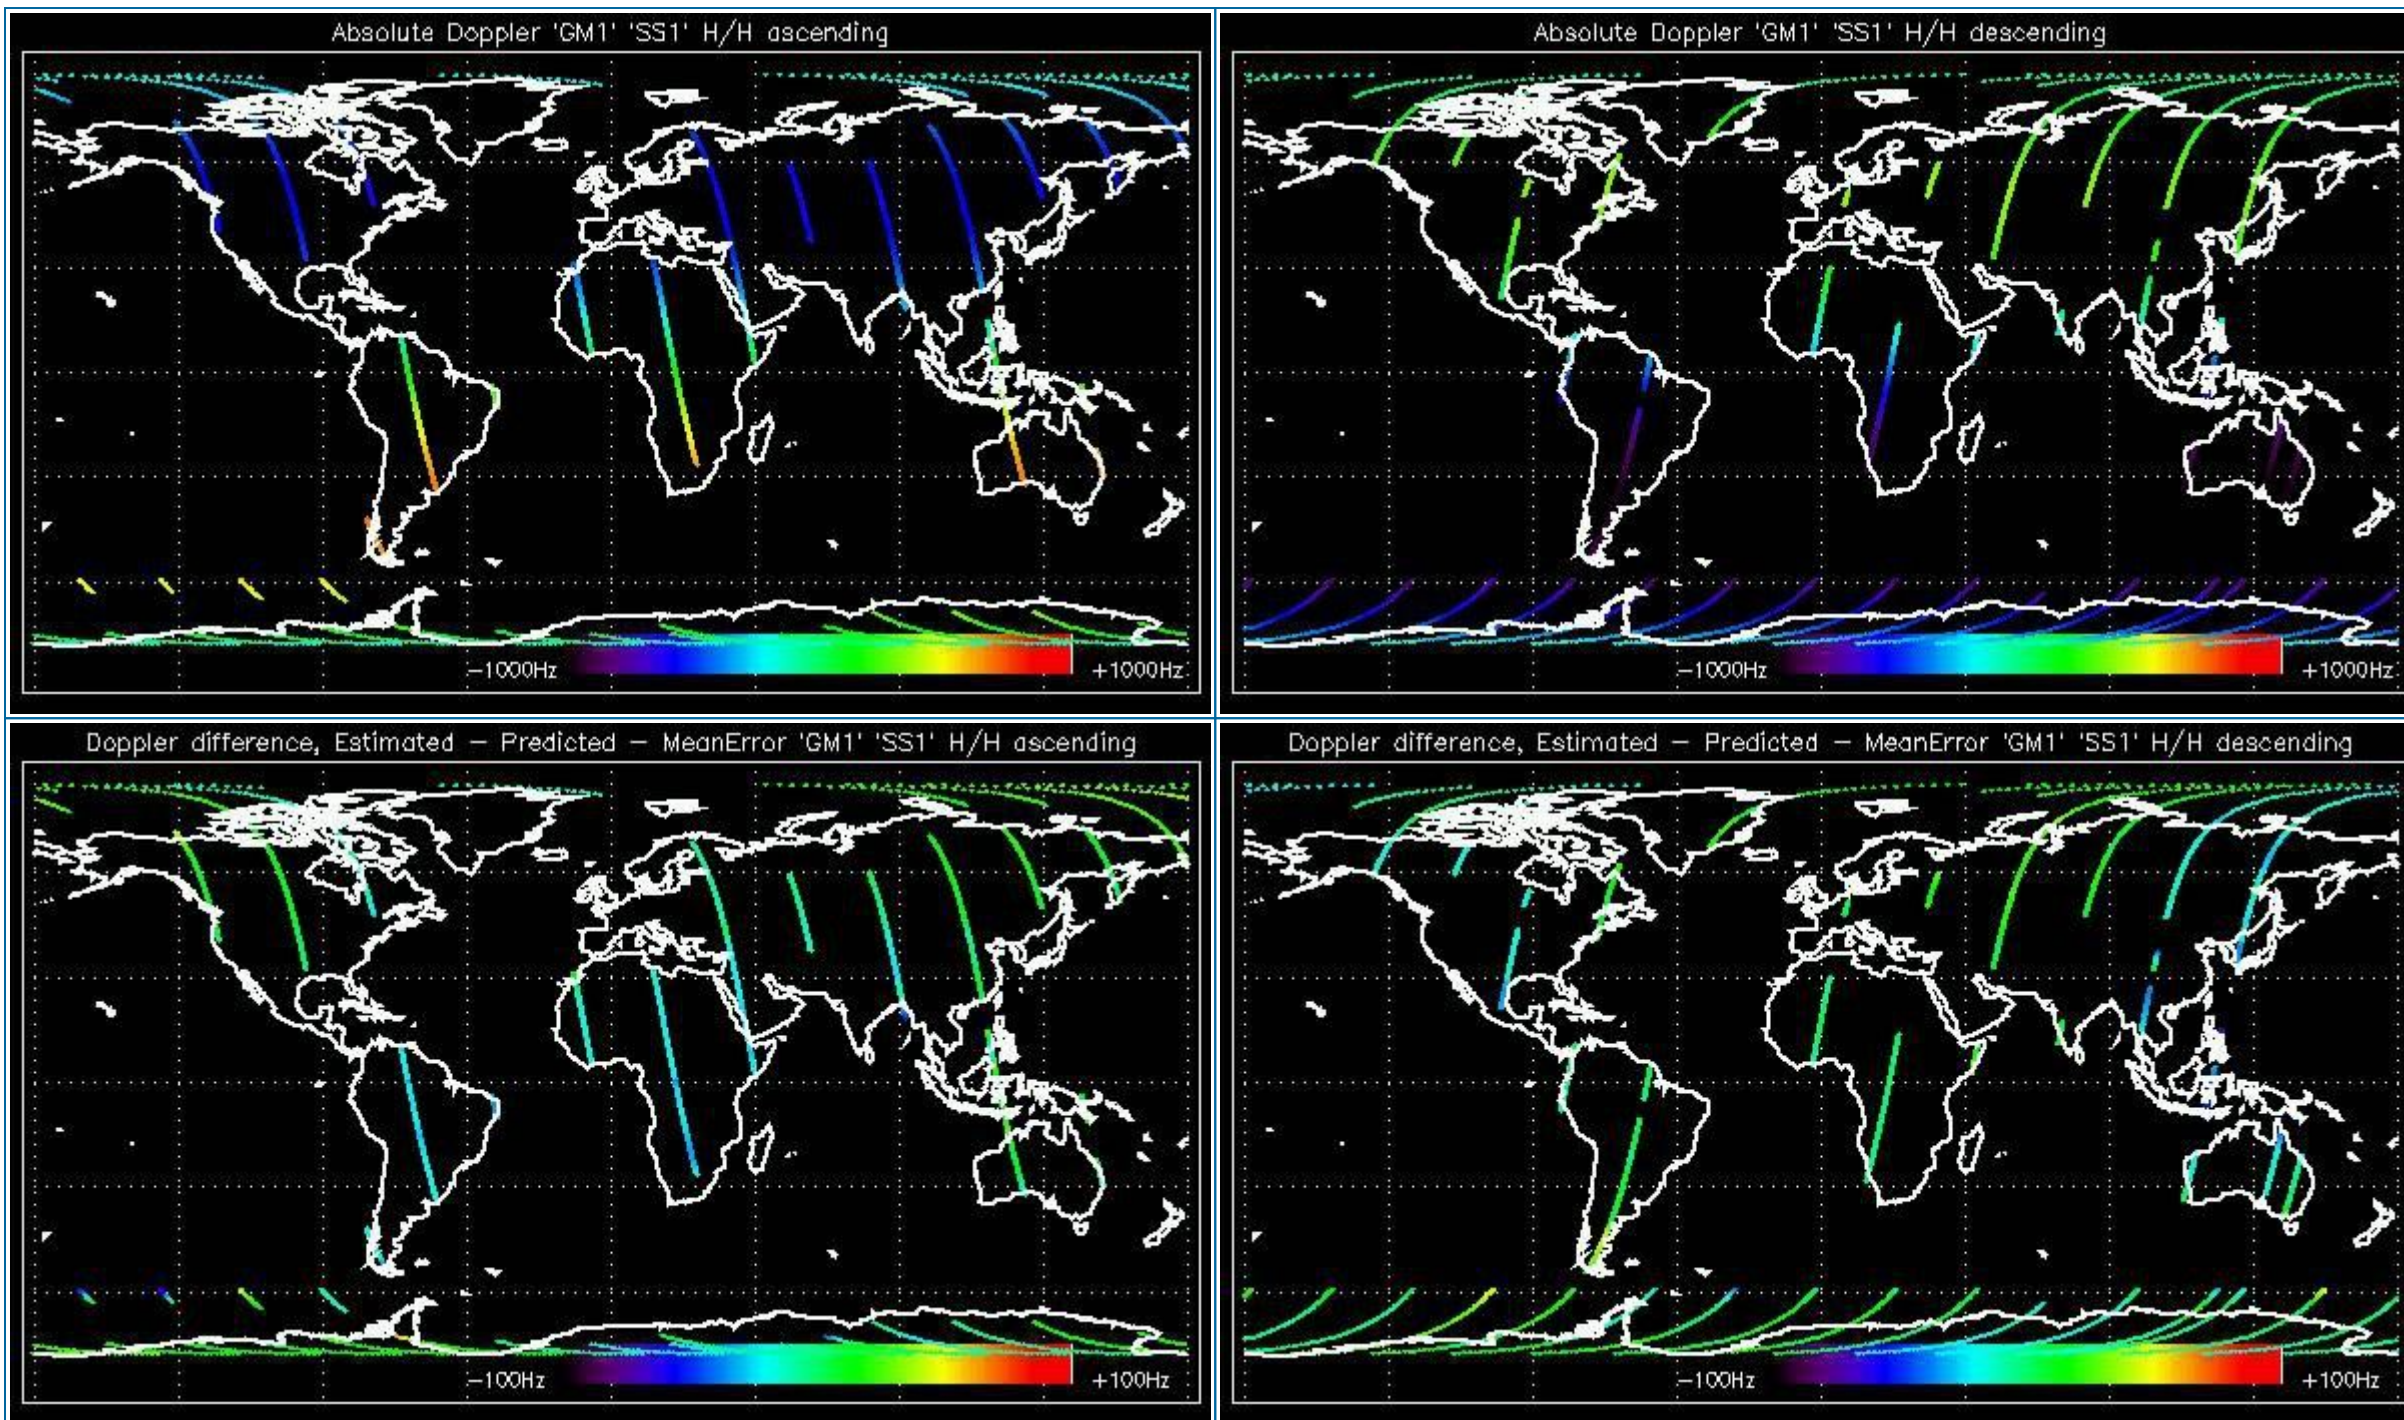 Absolute Doppler 'GM1' 'SS1' H/H ascending
−1000Hz
+1000Hz
Absolute Doppler 'GM1' 'SS1' H/H descending
−1000Hz
+1000Hz
Doppler difference, Estimated − Predicted − MeanError 'GM1' 'SS1' H/H ascending
−100Hz
+100Hz
Doppler difference, Estimated − Predicted − MeanError 'GM1' 'SS1' H/H descending
−100Hz
+100Hz